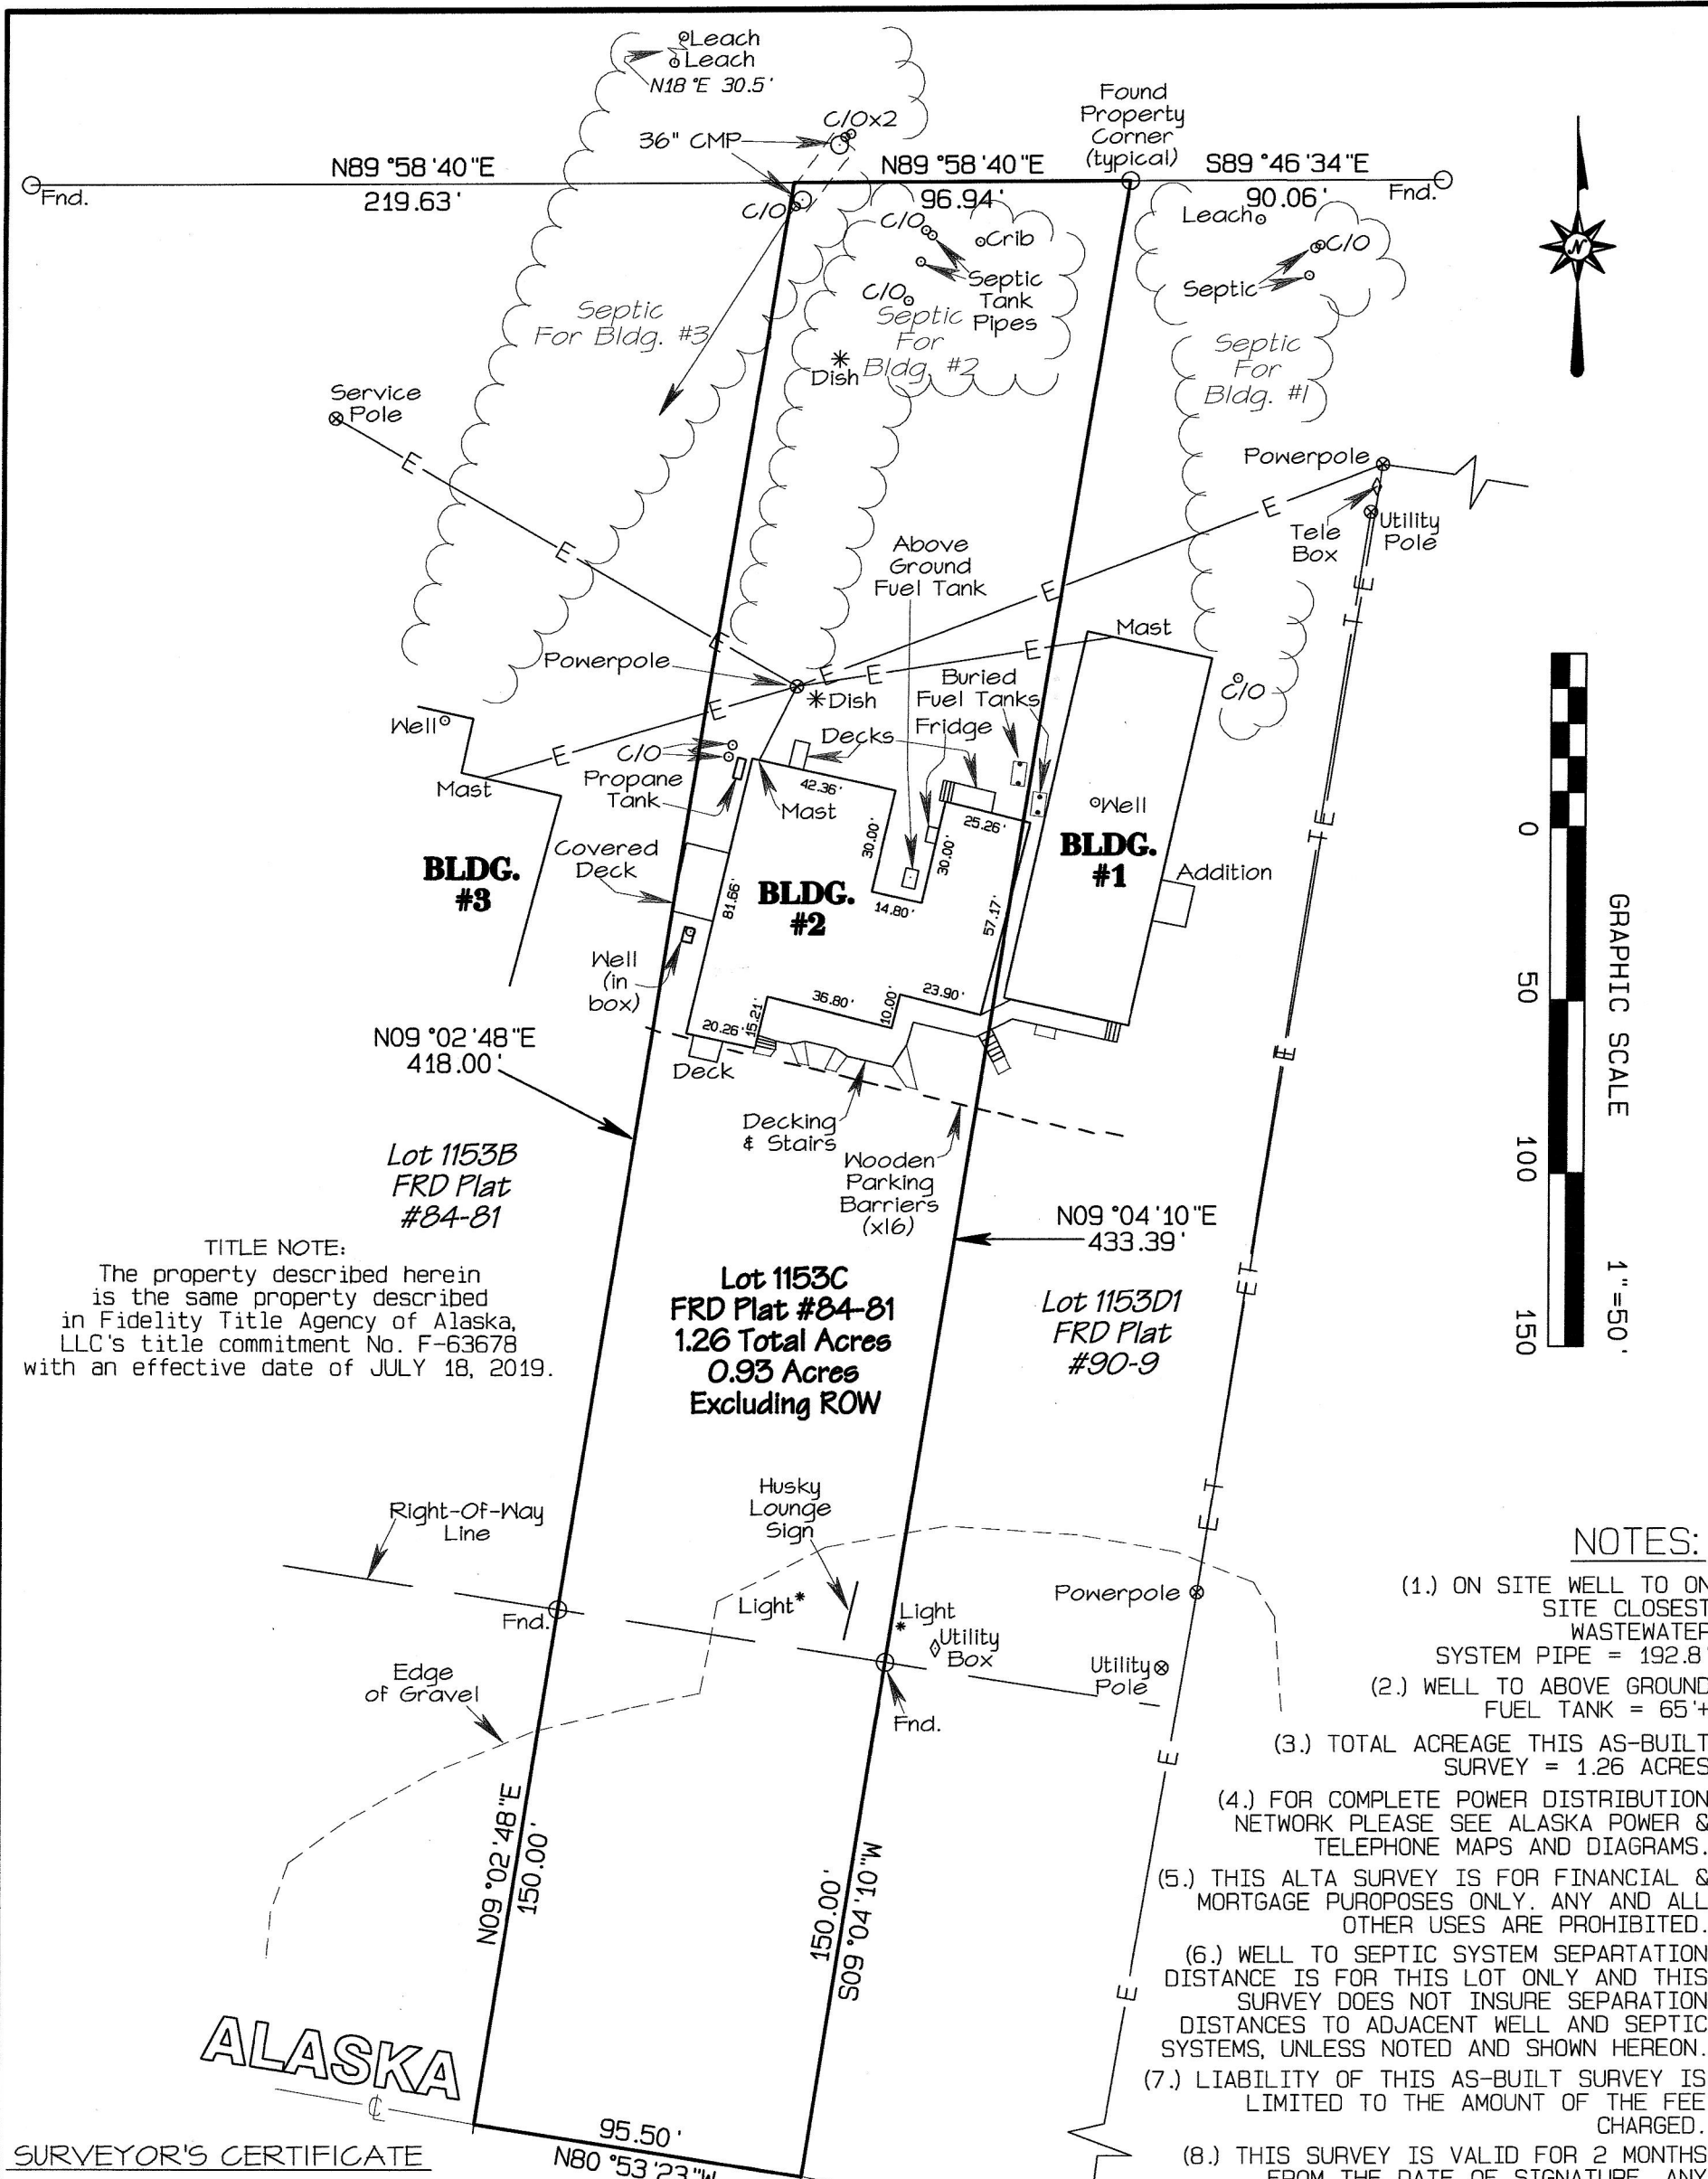 Leach
Leach
N18°E 30.5'
C/Ox2
36" CMP
Found
Property
Corner
(typical)
N89°58'40"E
N89°58'40"E
S89°46'34"E
Fnd.
219.63'
96.94'
90.06'
Fnd.
C/O
C/O
Crib
Leach
C/O
Septic
Tank
Pipes
Septic
C/O
Septic
For Bldg. #3
Septic
For
Bldg. #2
Septic
For
Bldg. #1
Dish
N
Service
Pole
E
Powerpole
E
Tele
Box
Utility
Pole
Above
Ground
Fuel Tank
E
E
E
T
E
Mast
E
E
E
E
Powerpole
Dish
Buried
Fuel Tanks
C/O
E
Well
Decks
Fridge
C/O
E
Propane
Tank
Mast
Mast
42.36'
Well
25.26'
30.00'
30.00'
T
E
0
Covered
Deck
BLDG.
#3
BLDG.
#2
BLDG.
#1
Addition
81.66'
14.80'
57.17'
GRAPHIC SCALE
Well
(in
box)
36.80'
10.00'
23.90'
50
20.26'
15.21'
N09°02'48"E
418.00'
E
T
Deck
Decking
& Stairs
Wooden
Parking
Barriers
(x16)
100
Lot 1153B
FRD Plat
#84-81
N09°04'10"E
433.39'
TITLE NOTE:
The property described herein
is the same property described
in Fidelity Title Agency of Alaska,
LLC's title commitment No. F-63678
with an effective date of JULY 18, 2019.
Lot 1153C
FRD Plat #84-81
1.26 Total Acres
0.93 Acres
Excluding ROW
Lot 1153D1
FRD Plat
#90-9
E
T
1"=50'
150
T
E
Right-Of-Way
Line
Husky
Lounge
Sign
Fnd.
Light
Light
Utility
Box
Powerpole
Utility
Pole
Edge
of Gravel
Fnd.
E
N09°02'48"E
150.00'
150.00'
S09°04'10"W
E
ALASKA
℄
95.50'
N80°53'23"W
NOTES:
(1.) ON SITE WELL TO ON
SITE CLOSEST
WASTEWATER
SYSTEM PIPE = 192.8'
(2.) WELL TO ABOVE GROUND
FUEL TANK = 65'+
(3.) TOTAL ACREAGE THIS AS-BUILT
SURVEY = 1.26 ACRES
(4.) FOR COMPLETE POWER DISTRIBUTION
NETWORK PLEASE SEE ALASKA POWER &
TELEPHONE MAPS AND DIAGRAMS.
(5.) THIS ALTA SURVEY IS FOR FINANCIAL &
MORTGAGE PUROPOSES ONLY. ANY AND ALL
OTHER USES ARE PROHIBITED.
(6.) WELL TO SEPTIC SYSTEM SEPARTATION
DISTANCE IS FOR THIS LOT ONLY AND THIS
SURVEY DOES NOT INSURE SEPARATION
DISTANCES TO ADJACENT WELL AND SEPTIC
SYSTEMS, UNLESS NOTED AND SHOWN HEREON.
(7.) LIABILITY OF THIS AS-BUILT SURVEY IS
LIMITED TO THE AMOUNT OF THE FEE
CHARGED.
(8.) THIS SURVEY IS VALID FOR 2 MONTHS
FROM THE DATE OF SIGNATURE. ANY
SURVEYOR'S CERTIFICATE